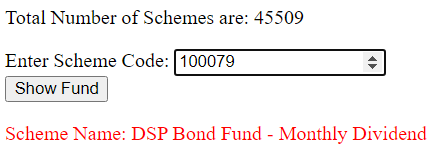 Total Number of Schemes are: 45509
Enter Scheme Code: 100079
Show Fund
Scheme Name: DSP Bond Fund - Monthly Dividend